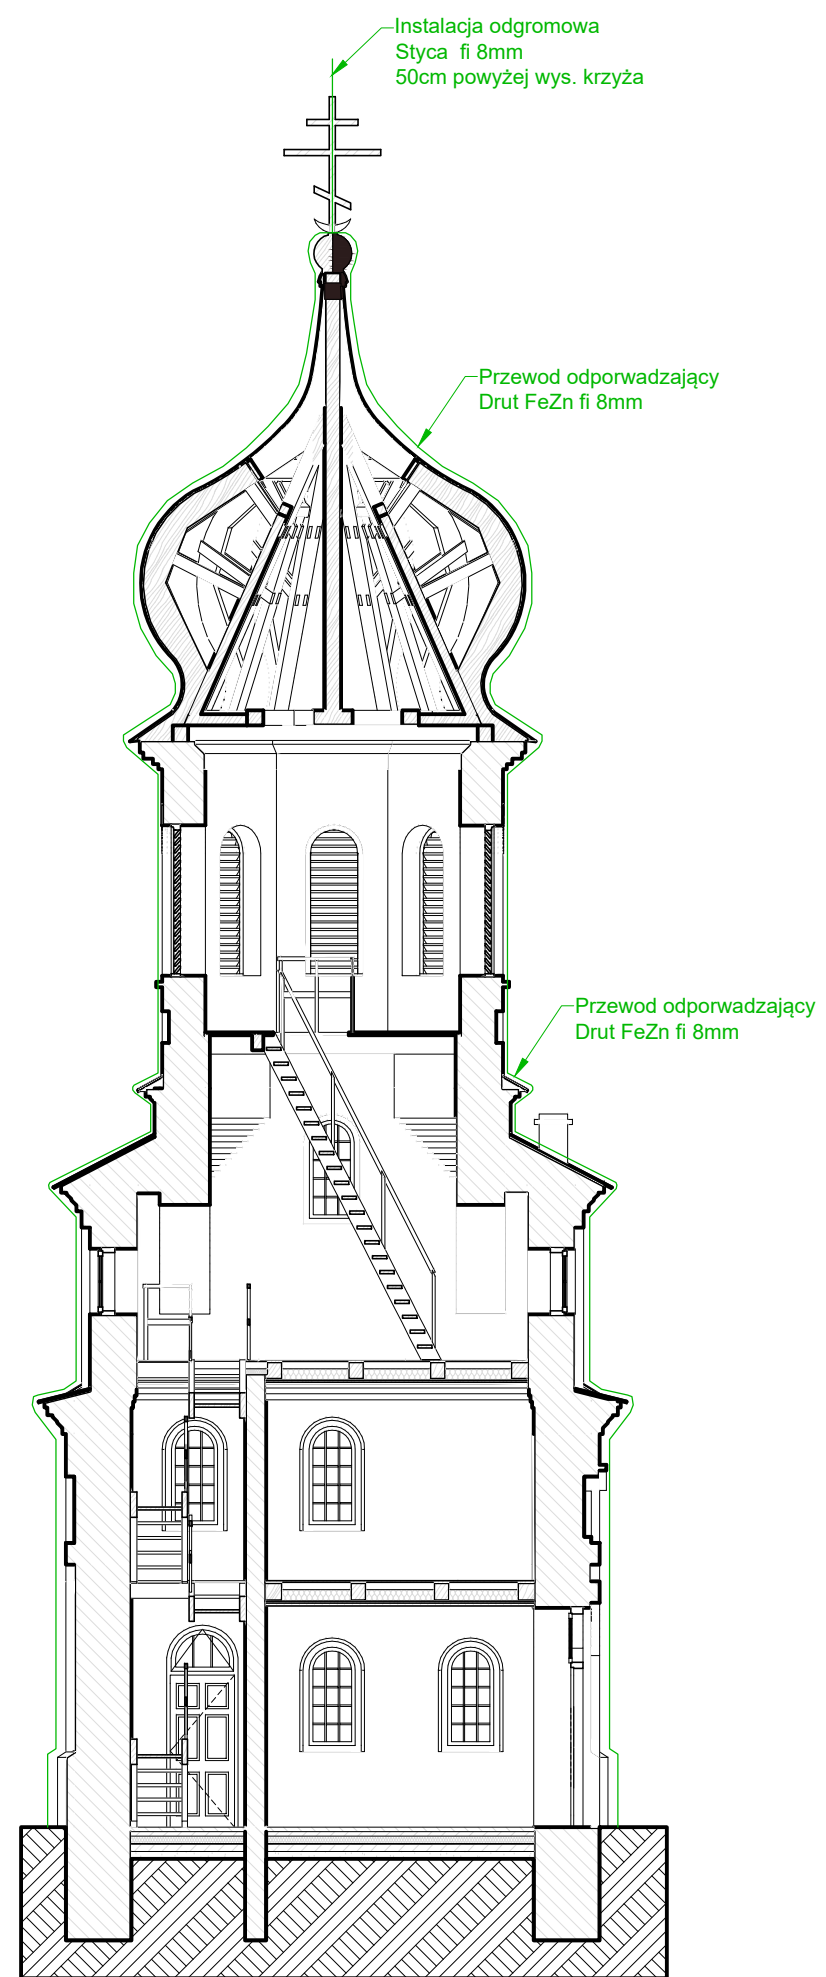 Instalacja odgromowa
Styca fi 8mm
50cm powyżej wys. krzyża
Przewod odporwadzający
Drut FeZn fi 8mm
Przewod odporwadzający
Drut FeZn fi 8mm